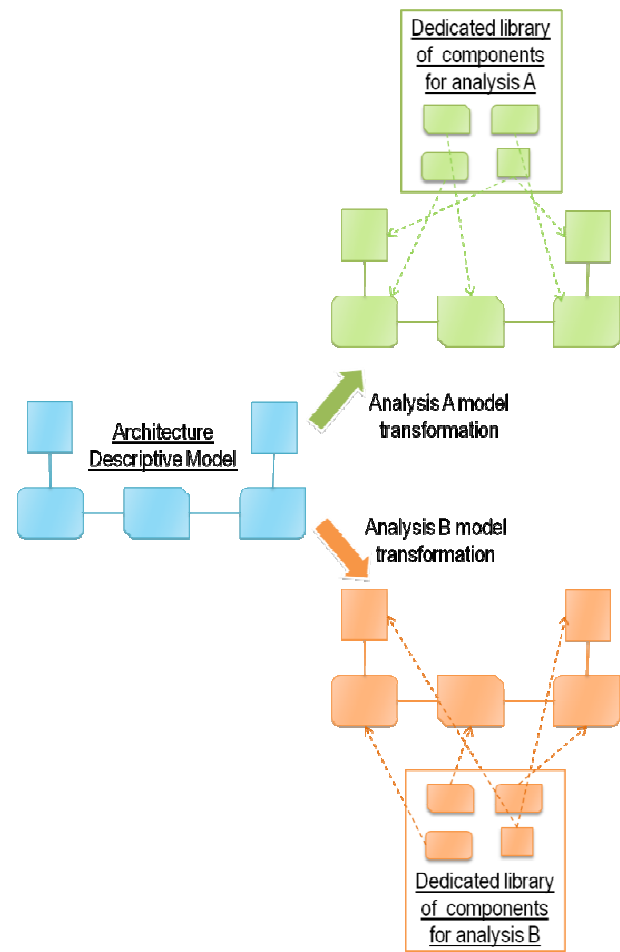 Dedicated library
of components
for analysis A
Analysis A model
transformation
Architecture
Descriptive Model
Analysis B model
transformation
Dedicated library
of components
for analysis B